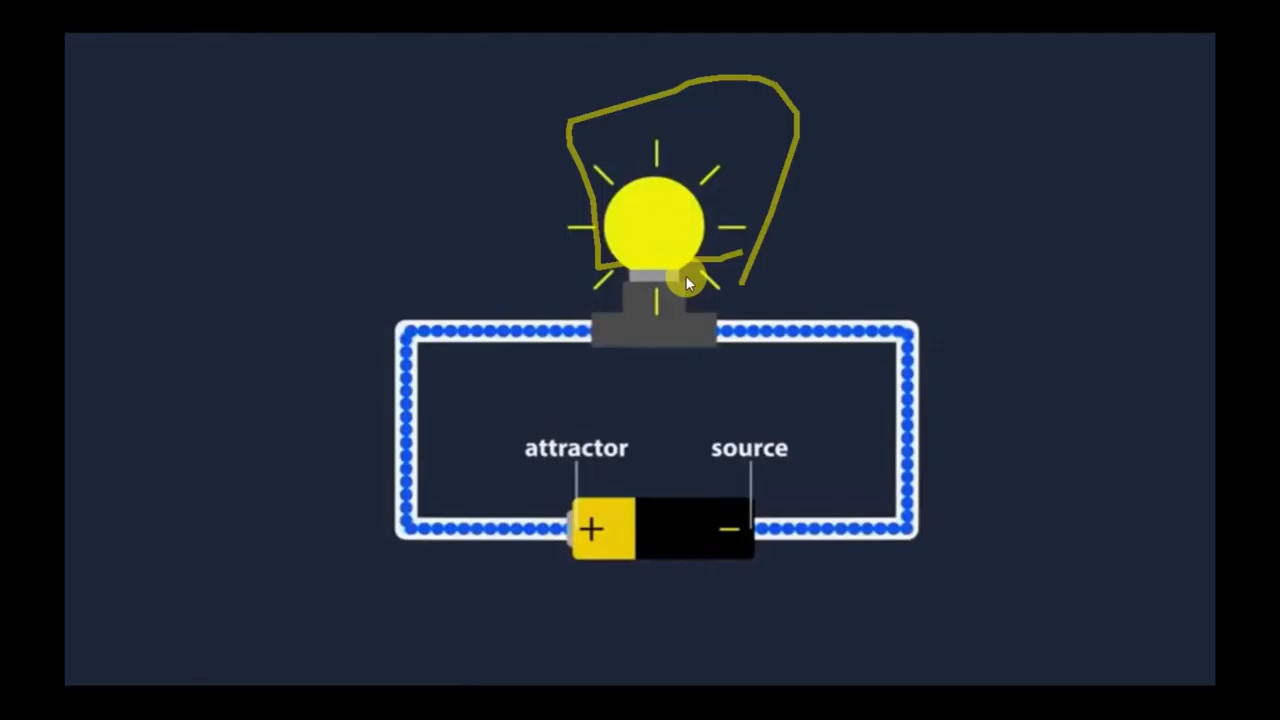 attractor source
+ −